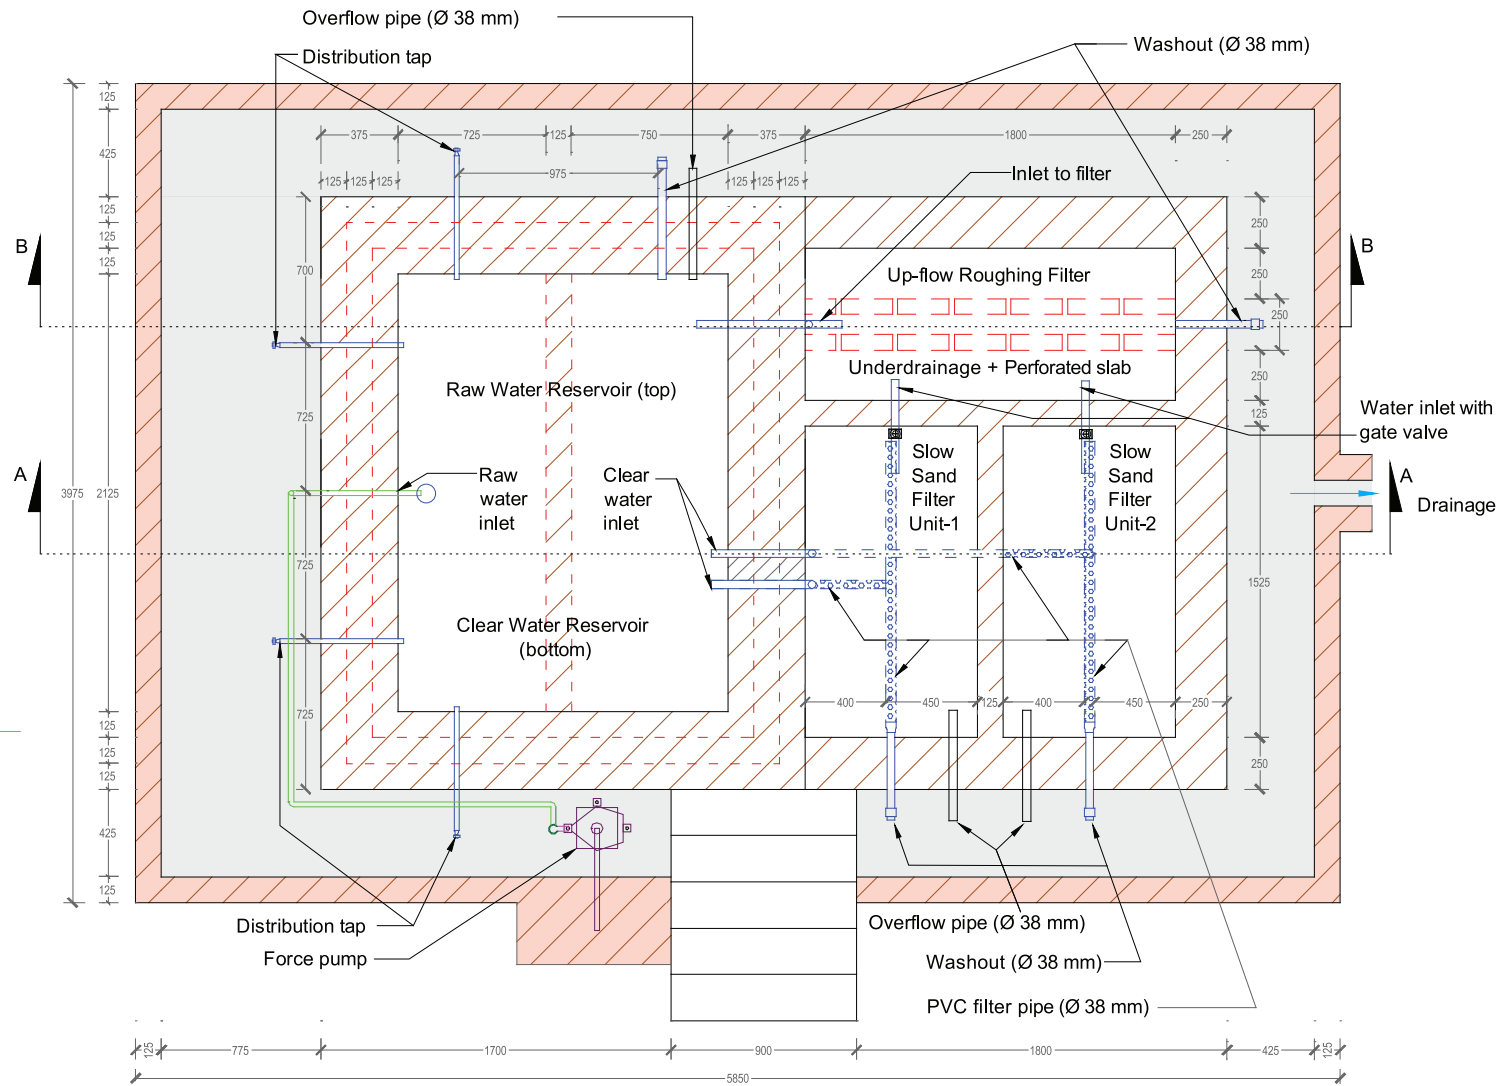 Overflow pipe (Ø 38 mm)
Distribution tap
Washout (Ø 38 mm)
125
375
725
125
750
375
1800
250
425
975
Inlet to filter
125
125
125
125
125
125
125
125
125
250
B
B
700
Up-flow Roughing Filter
250
250
Underdrainage + Perforated slab
250
Raw Water Reservoir (top)
725
125
Water inlet with
gate valve
Slow
Sand
Filter
Unit-1
Slow
Sand
Filter
Unit-2
A
A
Raw
water
inlet
Clear
water
inlet
3975
2125
Drainage
725
1525
Clear Water Reservoir
(bottom)
725
400
450
125
400
450
250
125
125
125
250
425
125
Distribution tap
Force pump
Overflow pipe (Ø 38 mm)
Washout (Ø 38 mm)
PVC filter pipe (Ø 38 mm)
125
775
1700
900
1800
425
125
5850